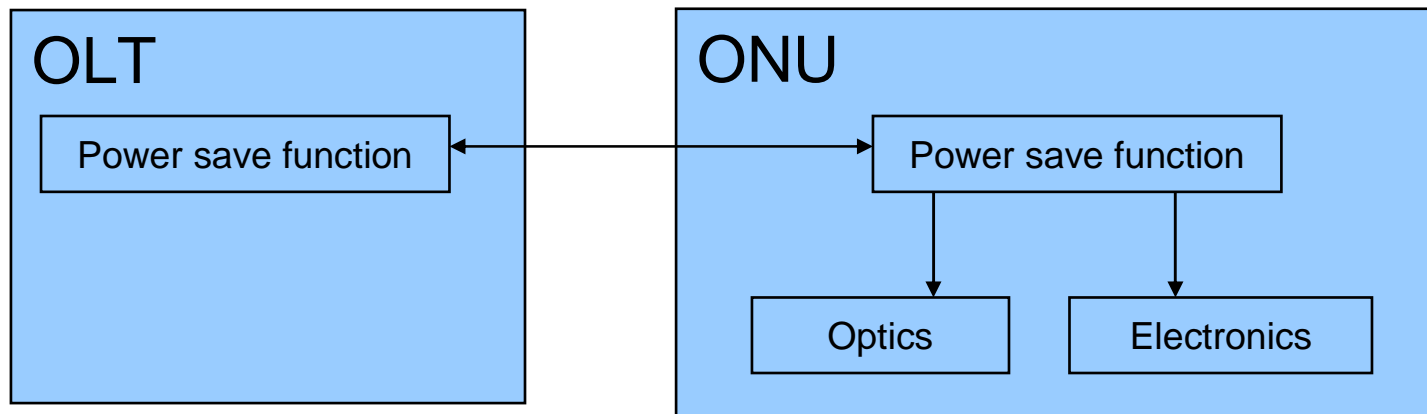 OLT
Power save function
ONU
Power save function
Optics
Electronics